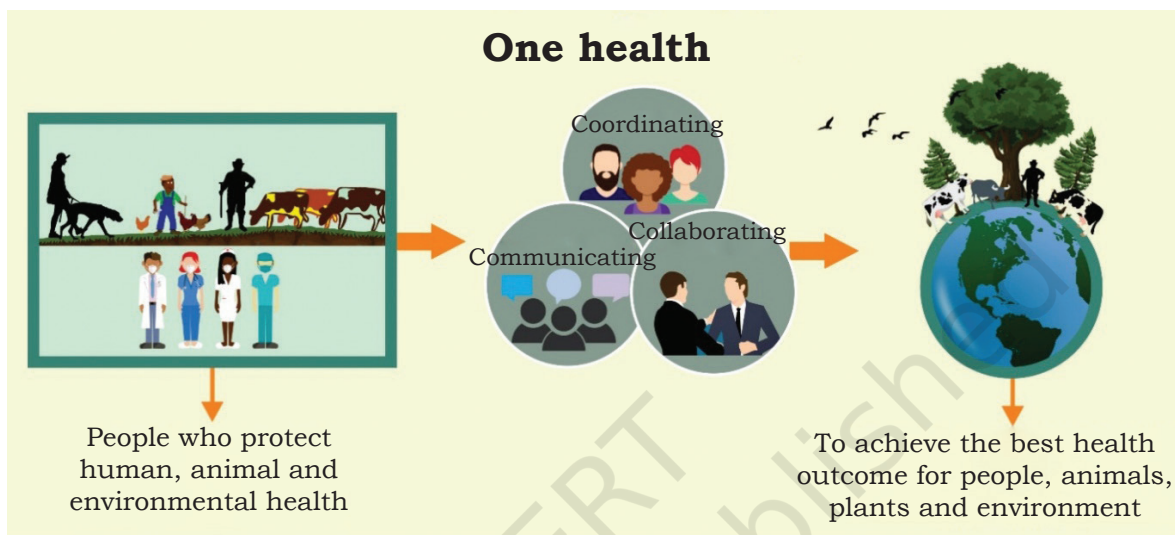 One health
Coordinating
Communicating
Collaborating
People who protect
human, animal and
environmental health
To achieve the best health
outcome for people, animals,
plants and environment